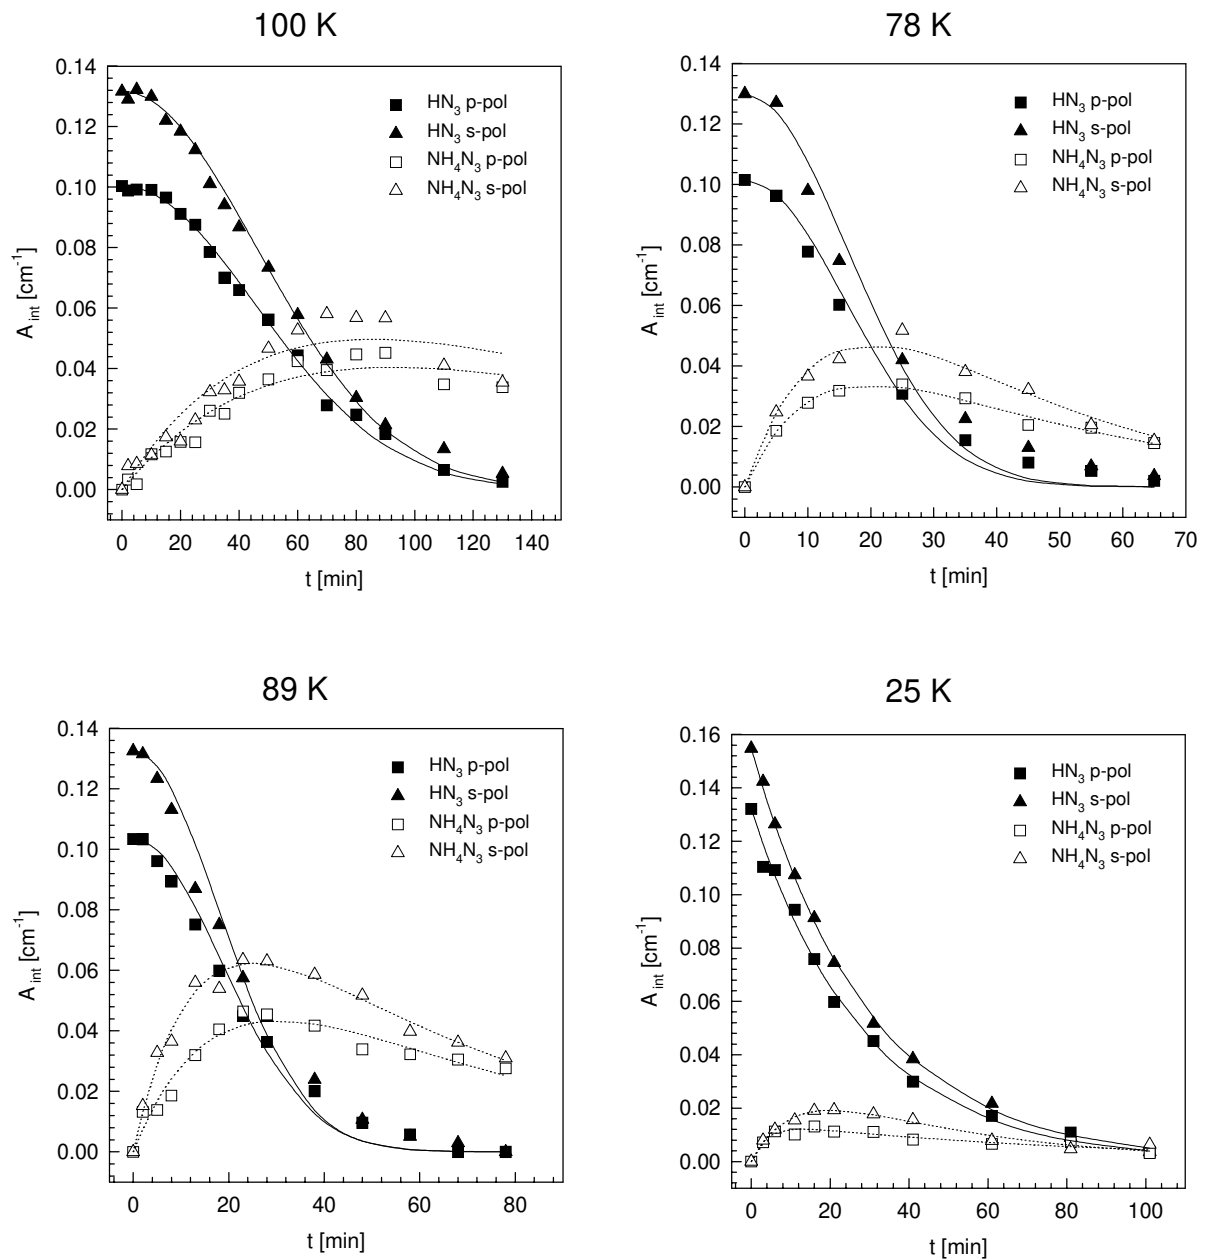 100 K
0.14
0.12
0.10
0.08
0.06
0.04
0.02
0.00
A int [cm-1]
HN3 p-pol
HN3 s-pol
NH4N3 p-pol
NH4N3 s-pol
0 20 40 60 80 100 120 140
t [min]
78 K
0.14
0.12
0.10
0.08
0.06
0.04
0.02
0.00
A int [cm-1]
HN3 p-pol
HN3 s-pol
NH4N3 p-pol
NH4N3 s-pol
0 10 20 30 40 50 60 70
t [min]
89 K
0.14
0.12
0.10
0.08
0.06
0.04
0.02
0.00
A int [cm-1]
HN3 p-pol
HN3 s-pol
NH4N3 p-pol
NH4N3 s-pol
0 20 40 60 80
t [min]
25 K
0.16
0.14
0.12
0.10
0.08
0.06
0.04
0.02
0.00
A int [cm-1]
HN3 p-pol
HN3 s-pol
NH4N3 p-pol
NH4N3 s-pol
0 20 40 60 80 100
t [min]